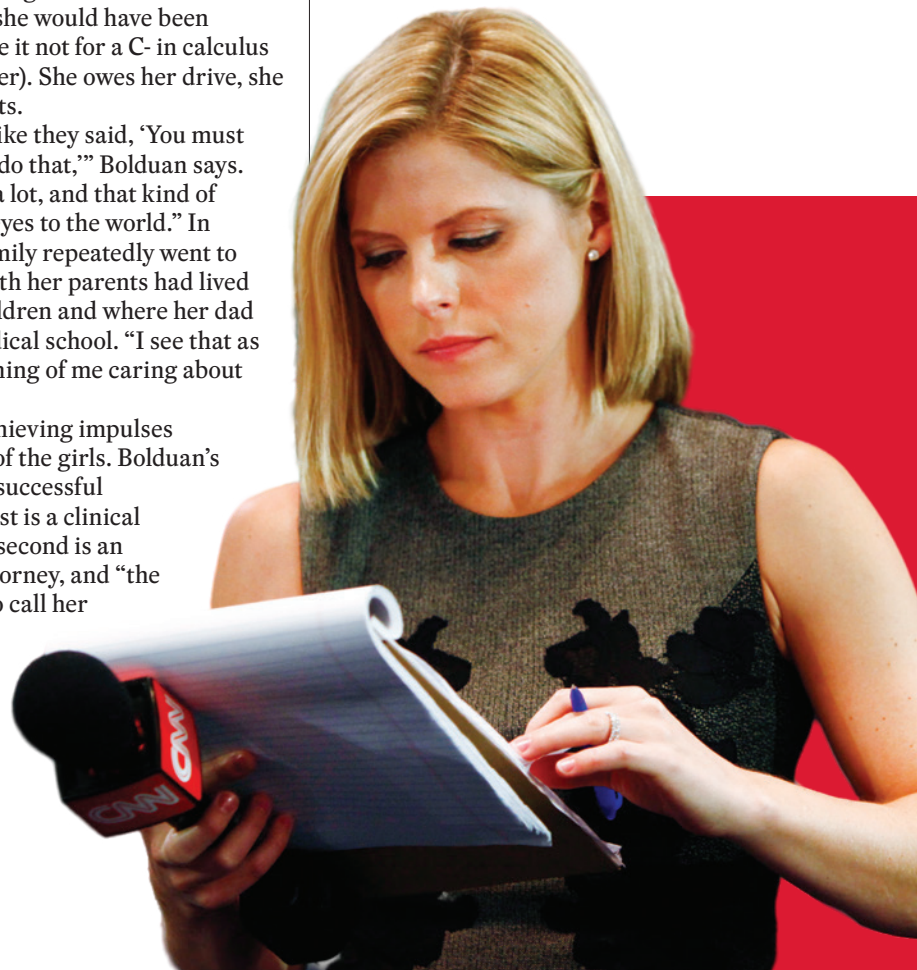 she would have been
e it not for a C- in calculus
er). She owes her drive, she
ts.
ike they said, ‘You must
do that,’” Bolduan says.
a lot, and that kind of
yes to the world.” In
mily repeatedly went to
th her parents had lived
ldren and where her dad
dical school. “I see that as
ning of me caring about
hieving impulses
of the girls. Bolduan’s
successful
st is a clinical
second is an
orney, and “the
o call her
CNN
CNN